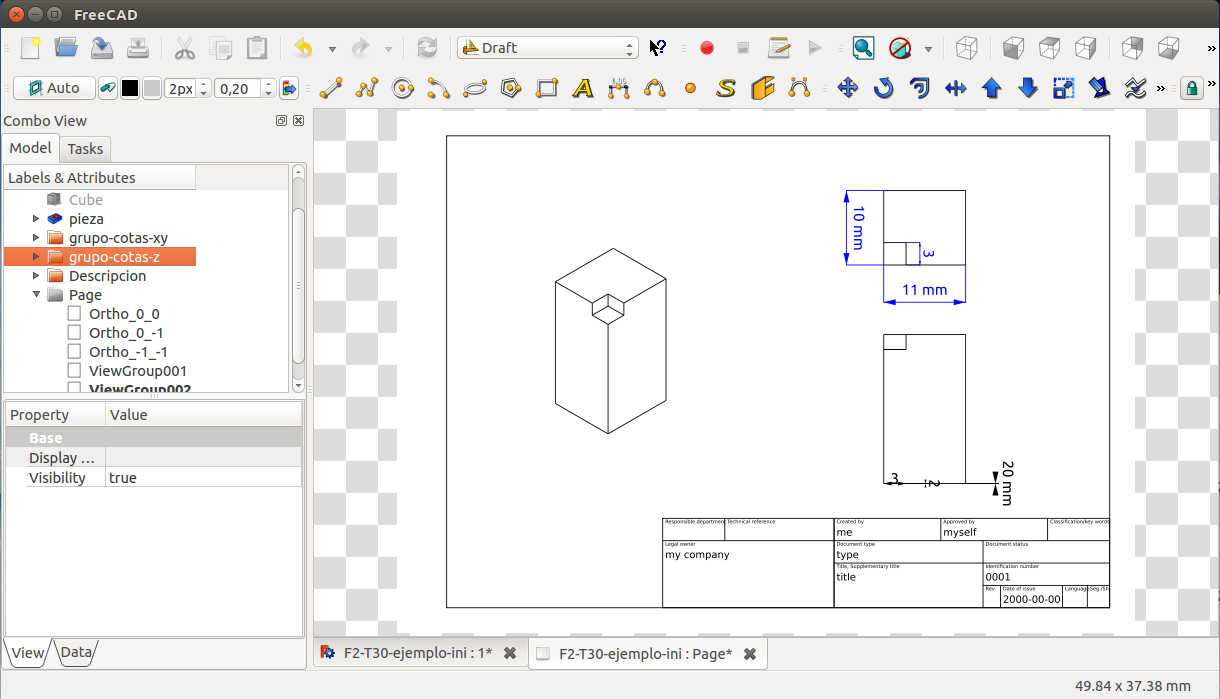 FreeCAD
Draft
Auto
2px
0,20
Combo View
Model
Tasks
Labels & Attributes
Cube
pieza
grupo-cotas-xy
grupo-cotas-z
Descripcion
Page
Ortho_0_0
Ortho_0_-1
Ortho_-1_-1
ViewGroup001
ViewGroup002
Property
Value
Base
Display ...
Visibility
true
View
Data
10 mm
3
11 mm
3
2
20 mm
Responsible department
Technical reference
Created by
me
Approved by
myself
Classification/key words
Legal owner
my company
Document type
type
Document status
Title, Supplementary title
title
Identification number
0001
Rev.
Date of issue
2000-00-00
Language
Seg./Sh
F2-T30-ejemplo-ini : 1*
F2-T30-ejemplo-ini : Page*
49.84 x 37.38 mm